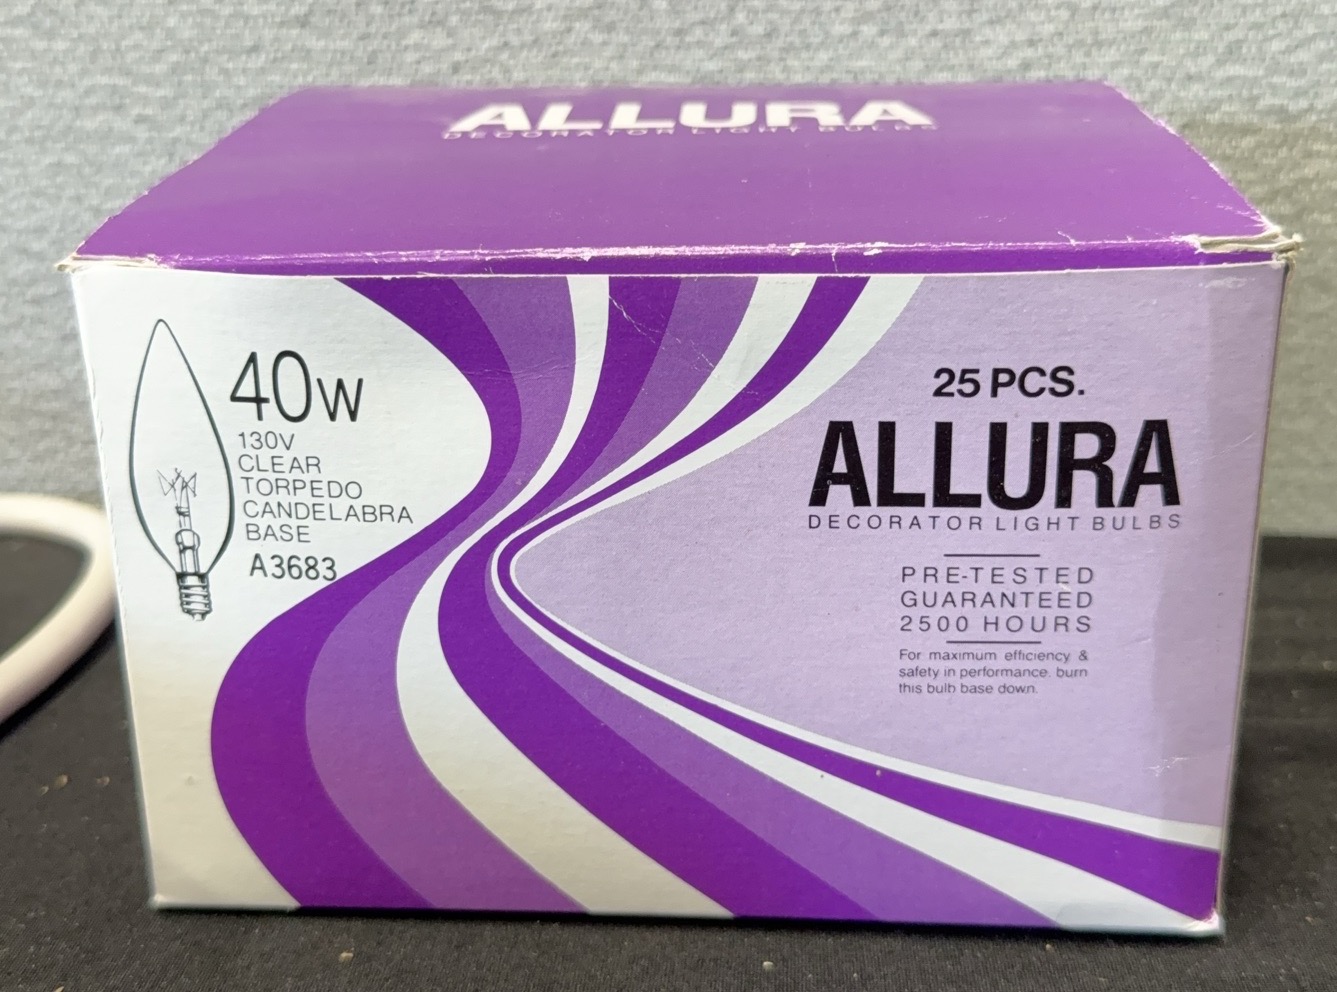 ALLURA
DECORATOR LIGHT BULBS
40W
130V
CLEAR
TORPEDO
CANDELABRA
BASE
A3683
25 PCS.
ALLURA
DECORATOR LIGHT BULBS
PRE-TESTED
GUARANTEED
2500 HOURS
For maximum efficiency &
safety in performance, burn
this bulb base down.